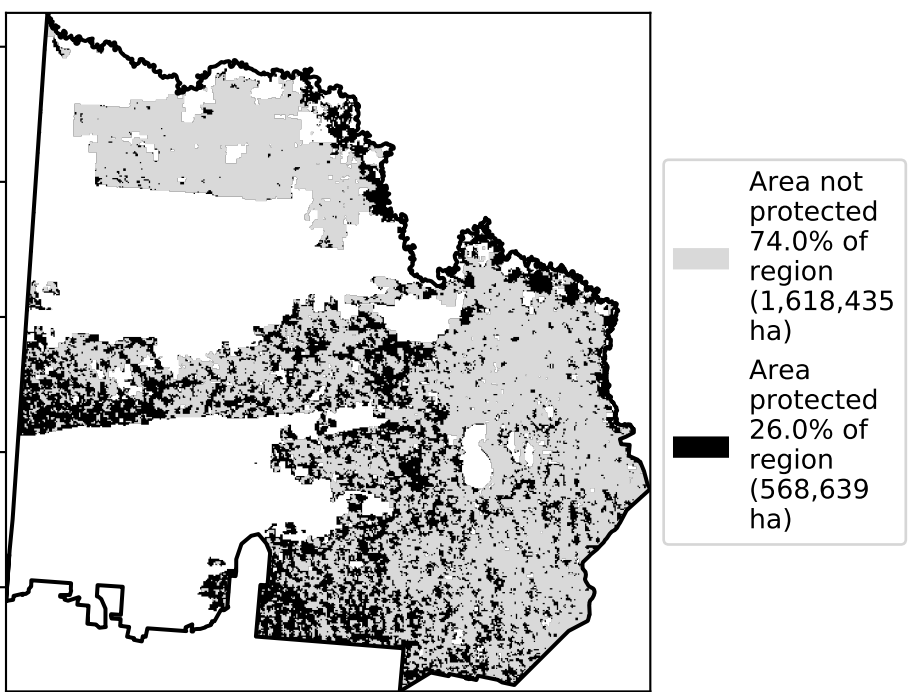 Area not
protected
74.0% of
region
(1,618,435
ha)
Area
protected
26.0% of
region
(568,639
ha)